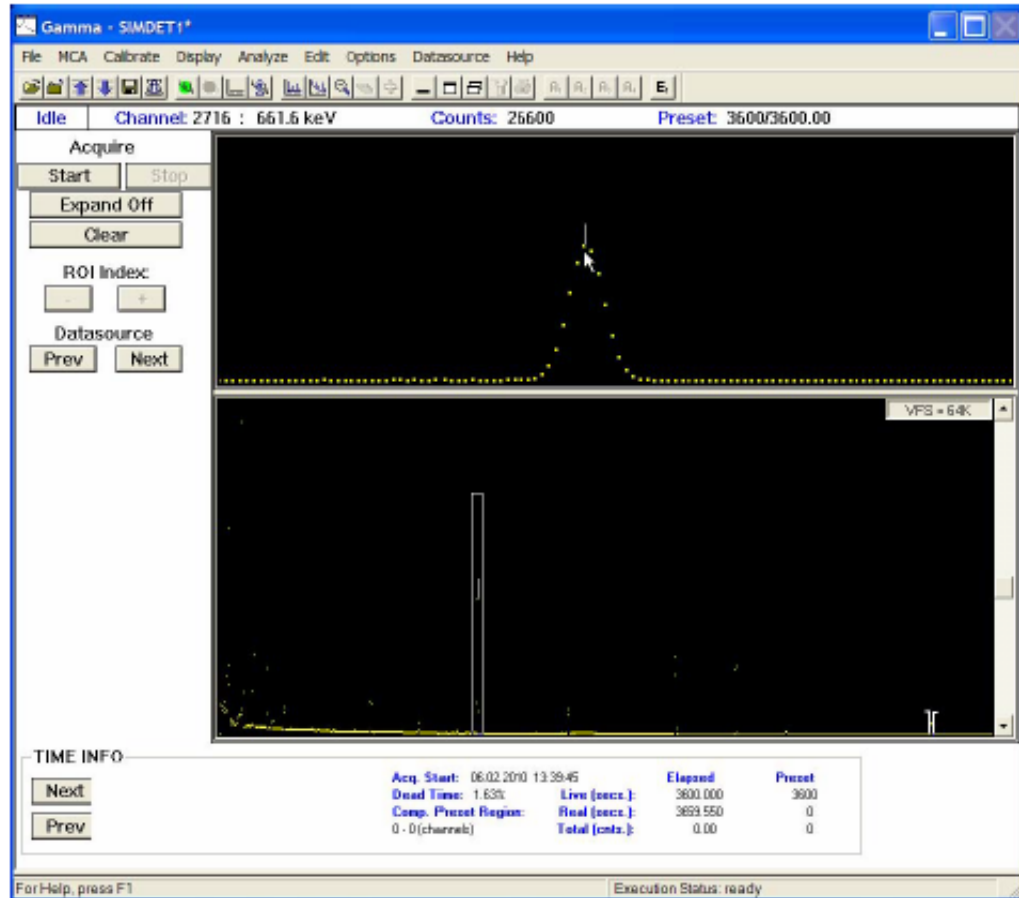 Gamma - SIMDET1*
File MCA Calibrate Display Analyze Edit Options Datasource Help
Idle Channel: 2716 : 661.6 keV Counts: 26600 Preset: 3600/3600.00
Acquire
Start Stop
Expand Off
Clear
ROI Index:
- +
Datasource
Prev Next
VFS = 64K
TIME INFO
Next
Prev
Acq. Start: 06.02.2010 13:39:45 Elapsed Preset
Dead Time: 1.63% Live (secs.): 3600.000 3600
Comp. Preset Region: Real (secs.): 3659.550 0
0 - 0 (channels) Total (cnts.): 0.00 0
For Help, press F1 Execution Status: ready